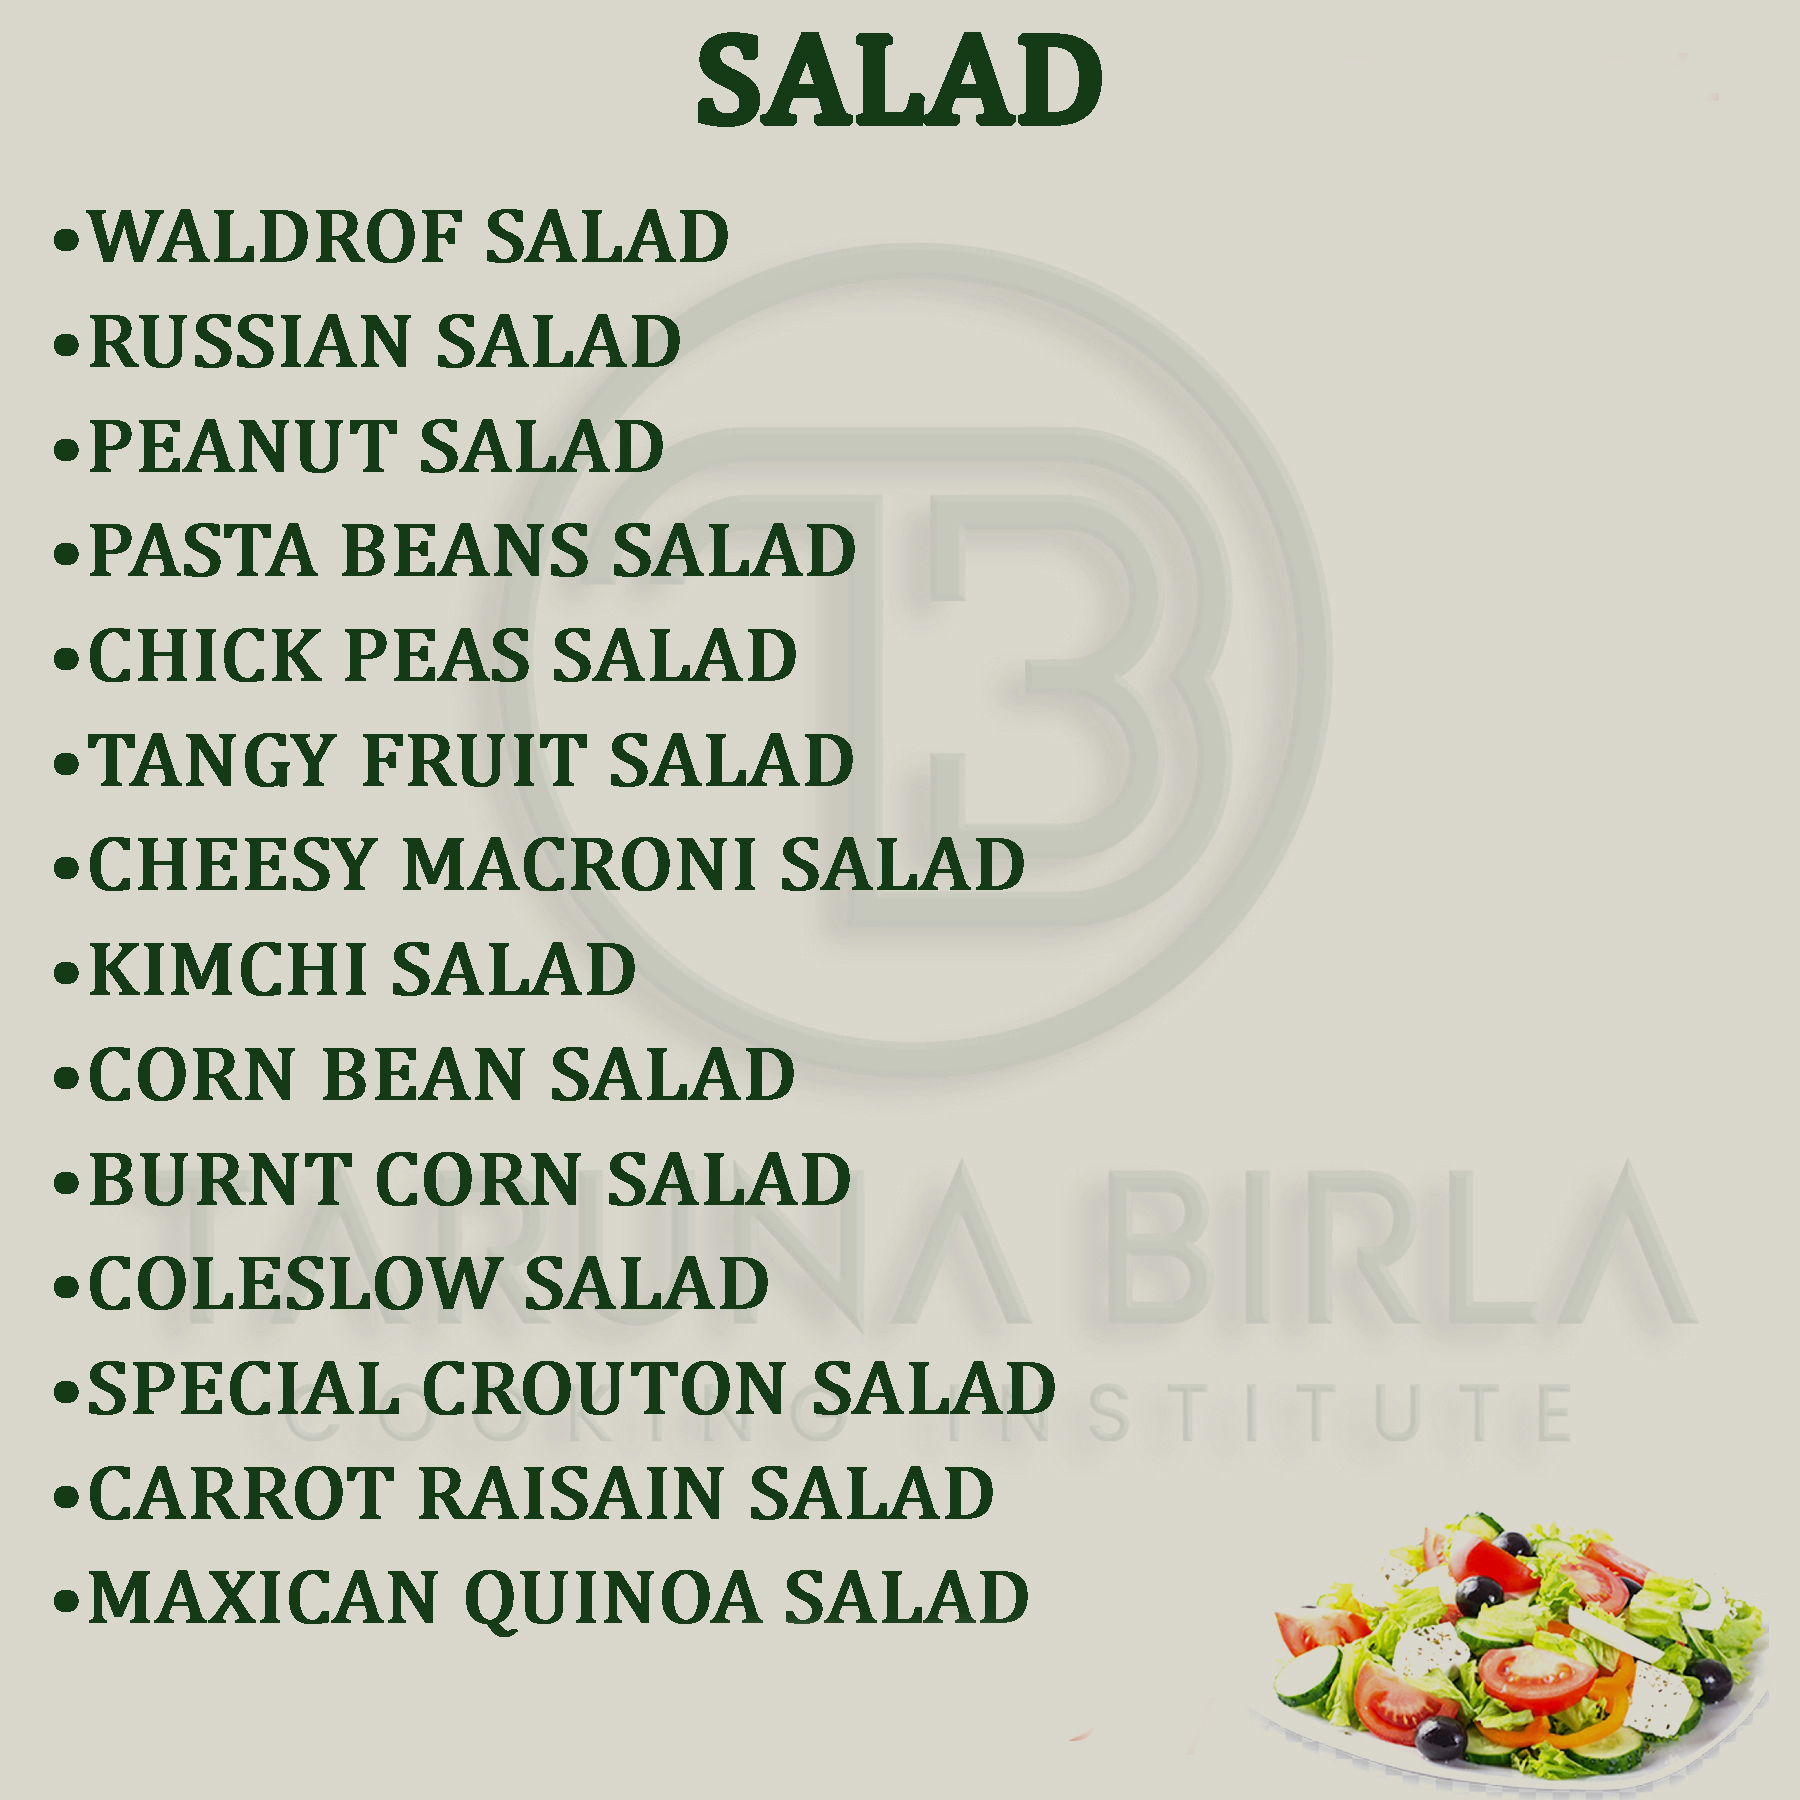 SALAD
•WALDROF SALAD
•RUSSIAN SALAD
•PEANUT SALAD
•PASTA BEANS SALAD
•CHICK PEAS SALAD
•TANGY FRUIT SALAD
•CHEESY MACRONI SALAD
•KIMCHI SALAD
•CORN BEAN SALAD
•BURNT CORN SALAD
•COLESLOW SALAD
•SPECIAL CROUTON SALAD
•CARROT RAISAIN SALAD
•MAXICAN QUINOA SALAD
TB
TARUNA BIRLA
COOKING INSTITUTE